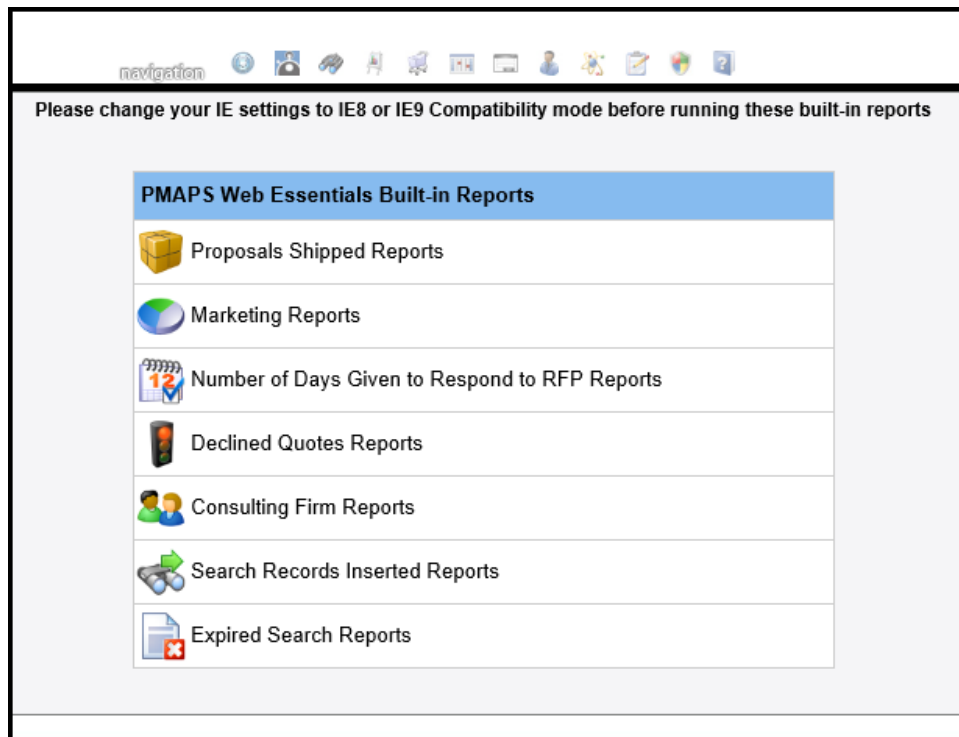 navigation
Please change your IE settings to IE8 or IE9 Compatibility mode before running these built-in reports
PMAPS Web Essentials Built-in Reports
Proposals Shipped Reports
Marketing Reports
12
Number of Days Given to Respond to RFP Reports
Declined Quotes Reports
Consulting Firm Reports
Search Records Inserted Reports
Expired Search Reports